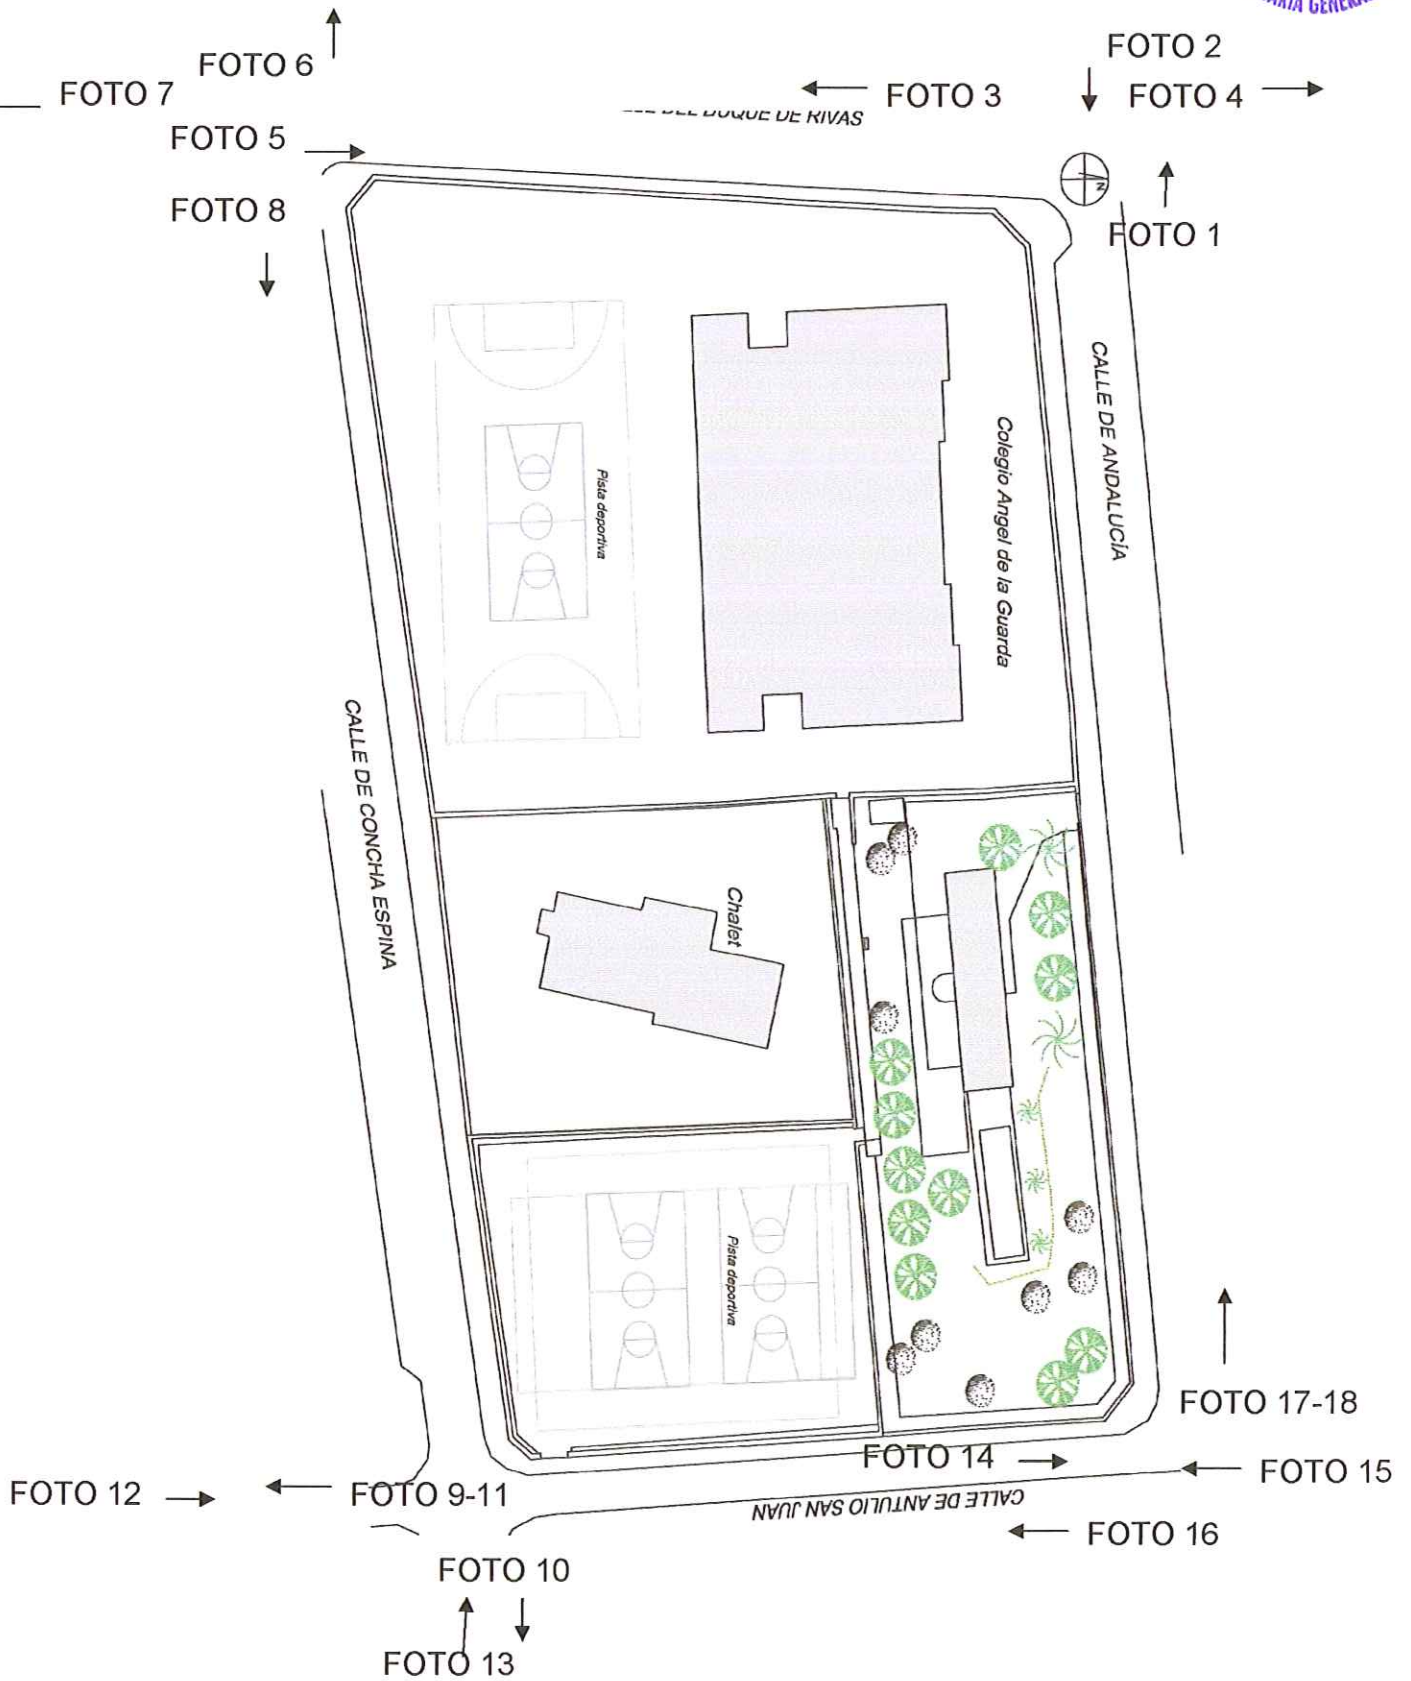 FOTO 6
FOTO 2
FOTO 7
FOTO 3
FOTO 4
DEL DUQUE DE RIVAS
FOTO 5
N
FOTO 8
FOTO 1
CALLE DE ANDALUCÍA
Colegio Angel de la Guarda
Pista deportiva
CALLE DE CONCHA ESPINA
Chalet
Pista deportiva
FOTO 17-18
FOTO 14
FOTO 15
FOTO 12
FOTO 9-11
CALLE DE ANTULIO SAN JUAN
FOTO 16
FOTO 10
FOTO 13